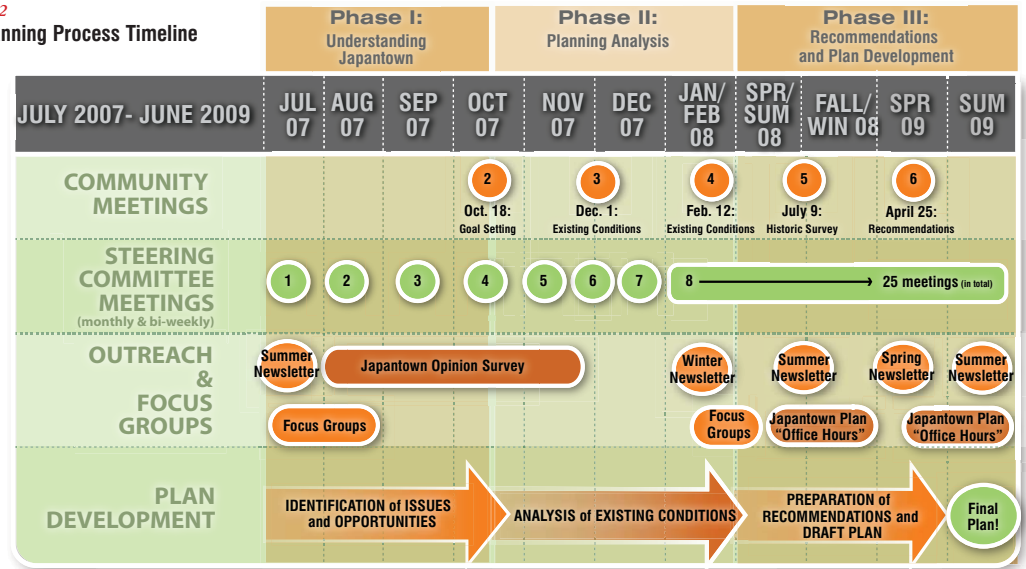 2
nning Process Timeline
Phase I:
Understanding
Japantown
Phase II:
Planning Analysis
Phase III:
Recommendations
and Plan Development
JULY 2007- JUNE 2009
JUL
07
AUG
07
SEP
07
OCT
07
NOV
07
DEC
07
JAN/
FEB
08
SPR/
SUM
08
FALL/
WIN 08
SPR
09
SUM
09
COMMUNITY
MEETINGS
2
Oct. 18:
Goal Setting
3
Dec. 1:
Existing Conditions
4
Feb. 12:
Existing Conditions
5
July 9:
Historic Survey
6
April 25:
Recommendations
STEERING
COMMITTEE
MEETINGS
(monthly & bi-weekly)
1
2
3
4
5
6
7
8
25 meetings (in total)
OUTREACH
&
FOCUS
GROUPS
Summer
Newsletter
Japantown Opinion Survey
Winter
Newsletter
Summer
Newsletter
Spring
Newsletter
Summer
Newsletter
Focus Groups
Focus
Groups
Japantown Plan
“Office Hours”
Japantown Plan
“Office Hours”
PLAN
DEVELOPMENT
IDENTIFICATION of ISSUES
and OPPORTUNITIES
ANALYSIS of EXISTING CONDITIONS
PREPARATION of
RECOMMENDATIONS and
DRAFT PLAN
Final
Plan!